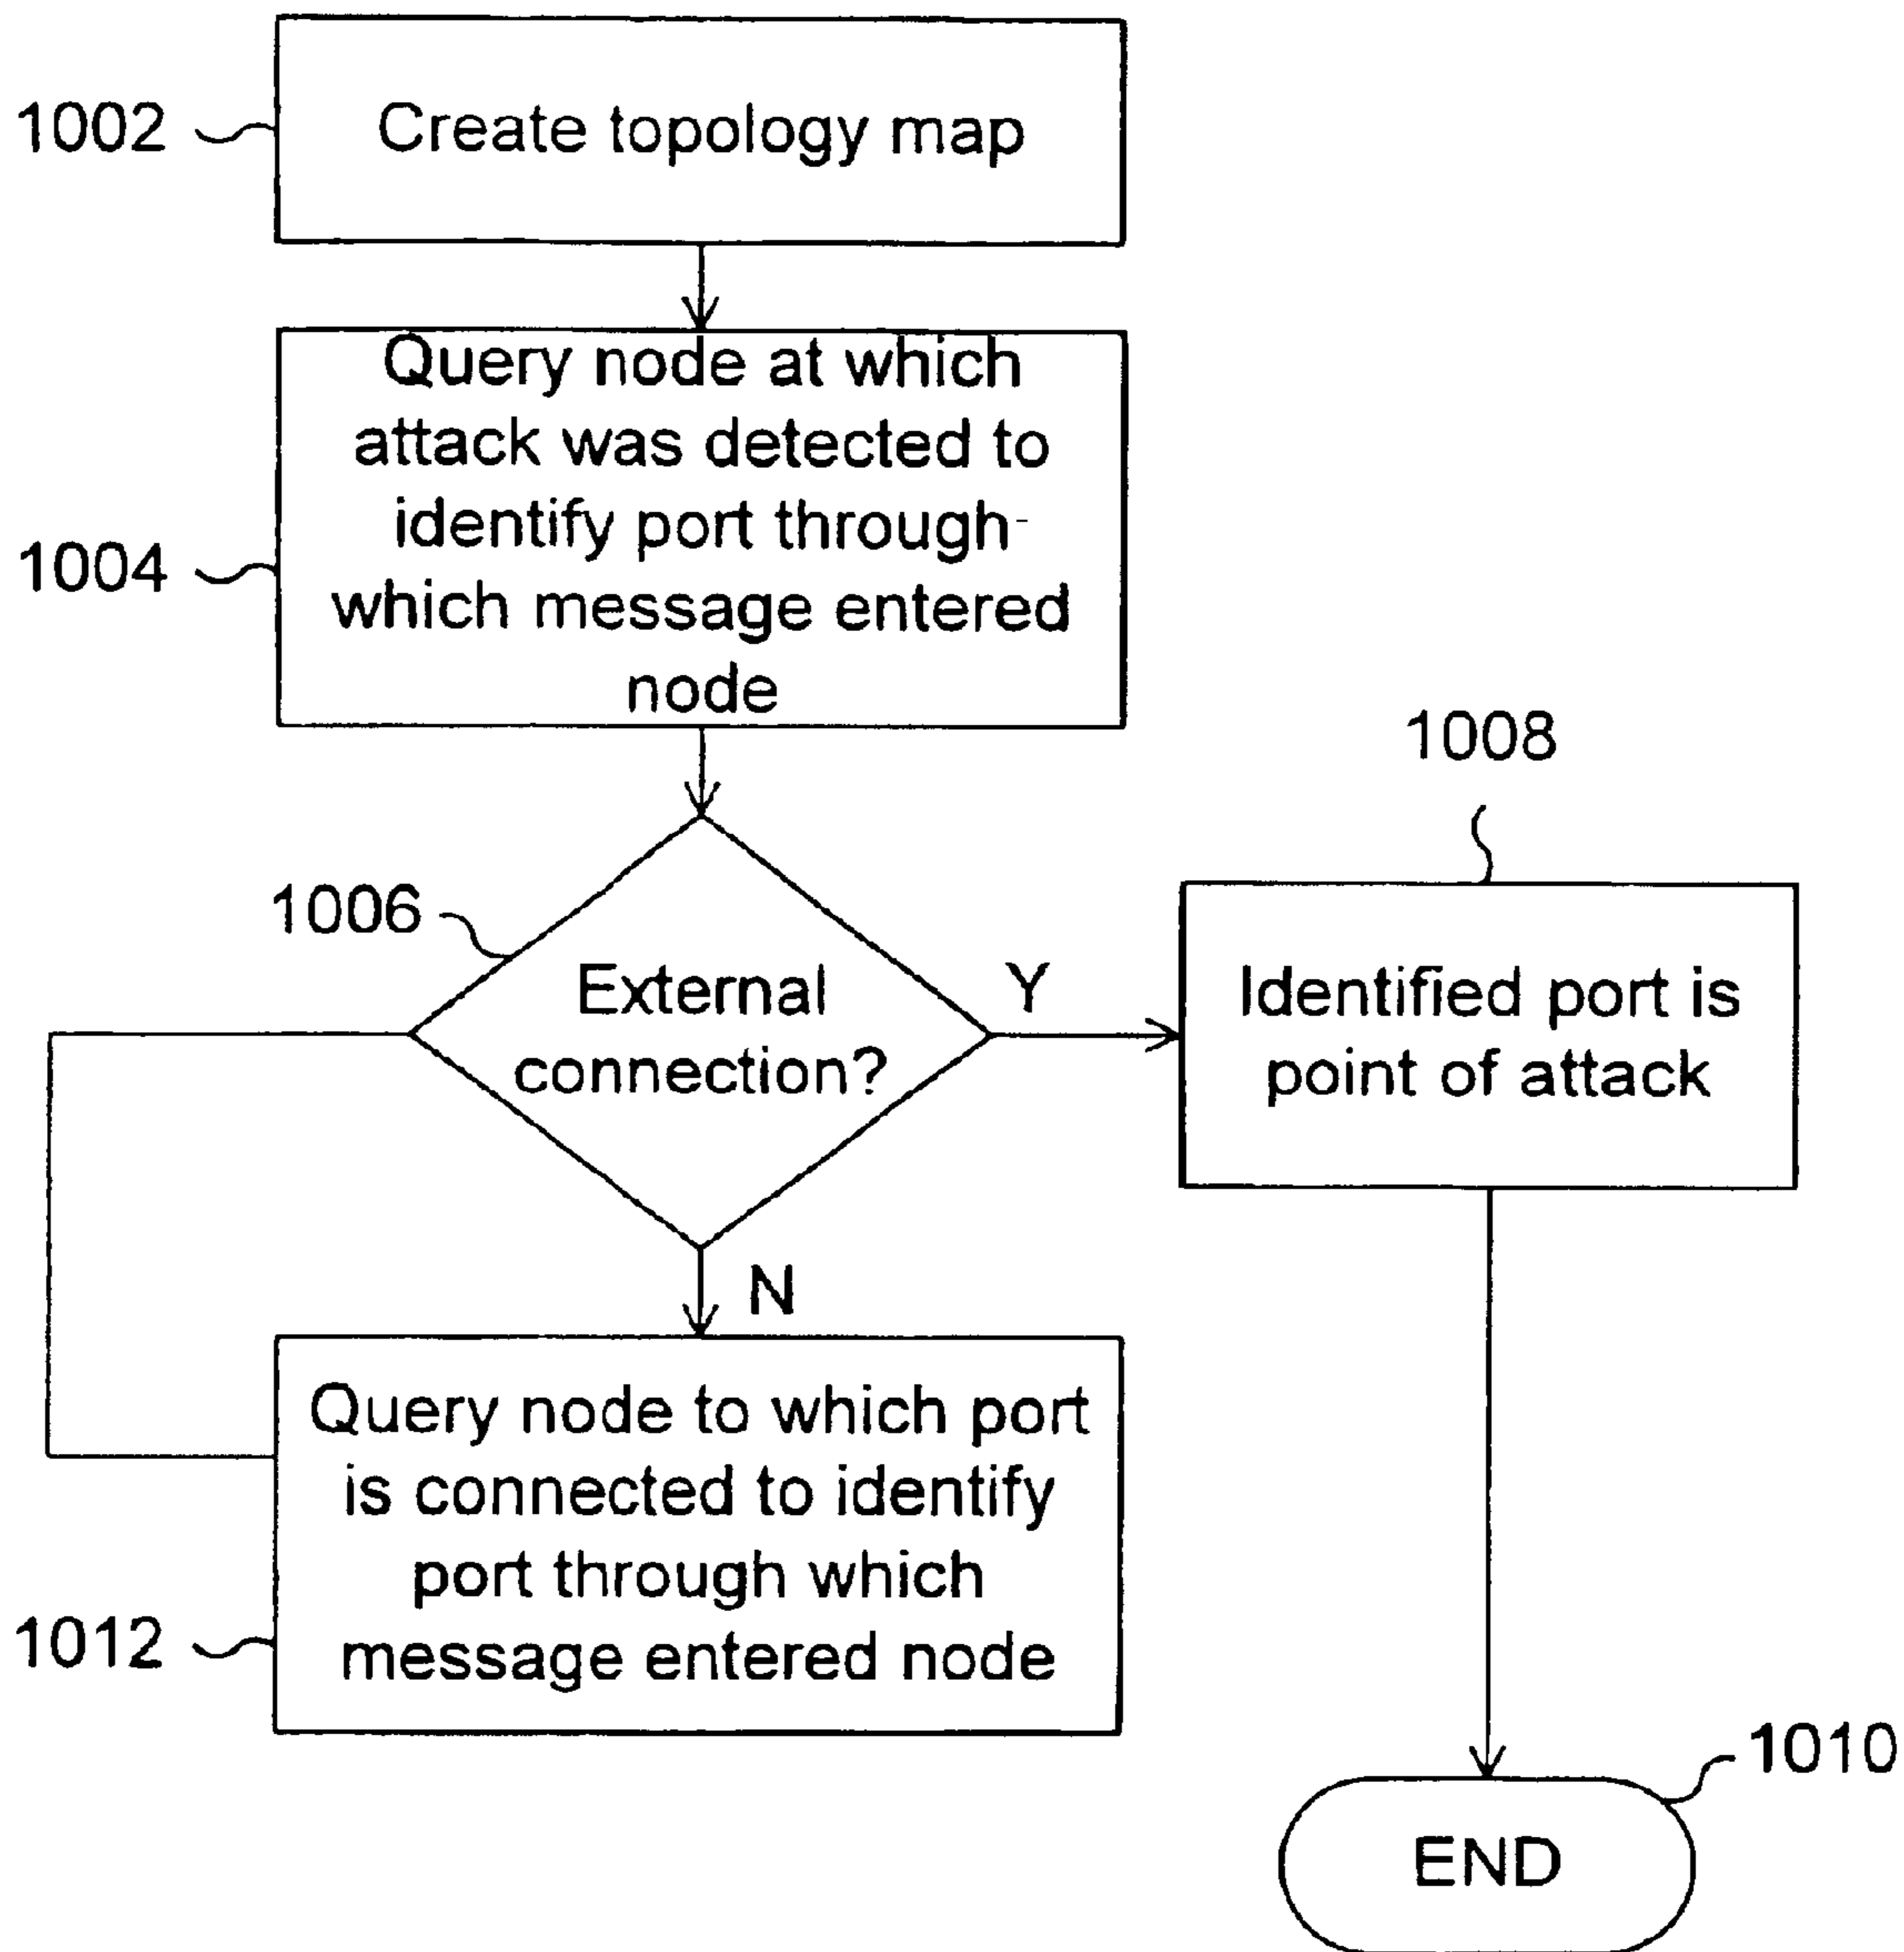 1002
Create topology map
1004
Query node at which
attack was detected to
identify port through-
which message entered
node
1006
External
connection?
Y
N
1008
Identified port is
point of attack
1012
Query node to which port
is connected to identify
port through which
message entered node
1010
END